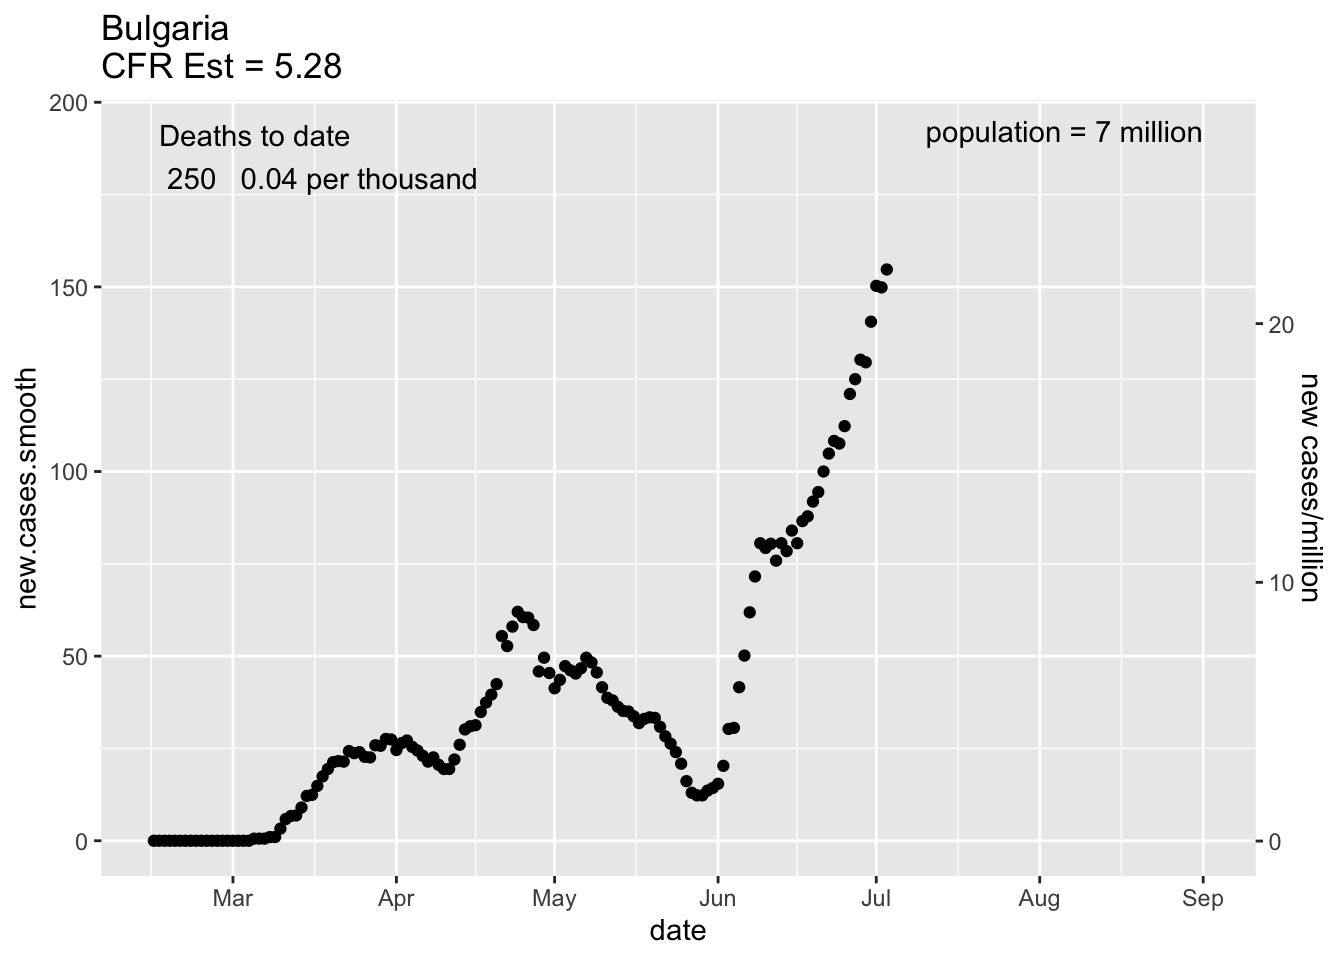 Bulgaria
CFR Est = 5.28
Deaths to date
250 0.04 per thousand
population = 7 million
200
150
100
50
0
new.cases.smooth
20
10
0
new cases/million
Mar Apr May Jun Jul Aug Sep
date